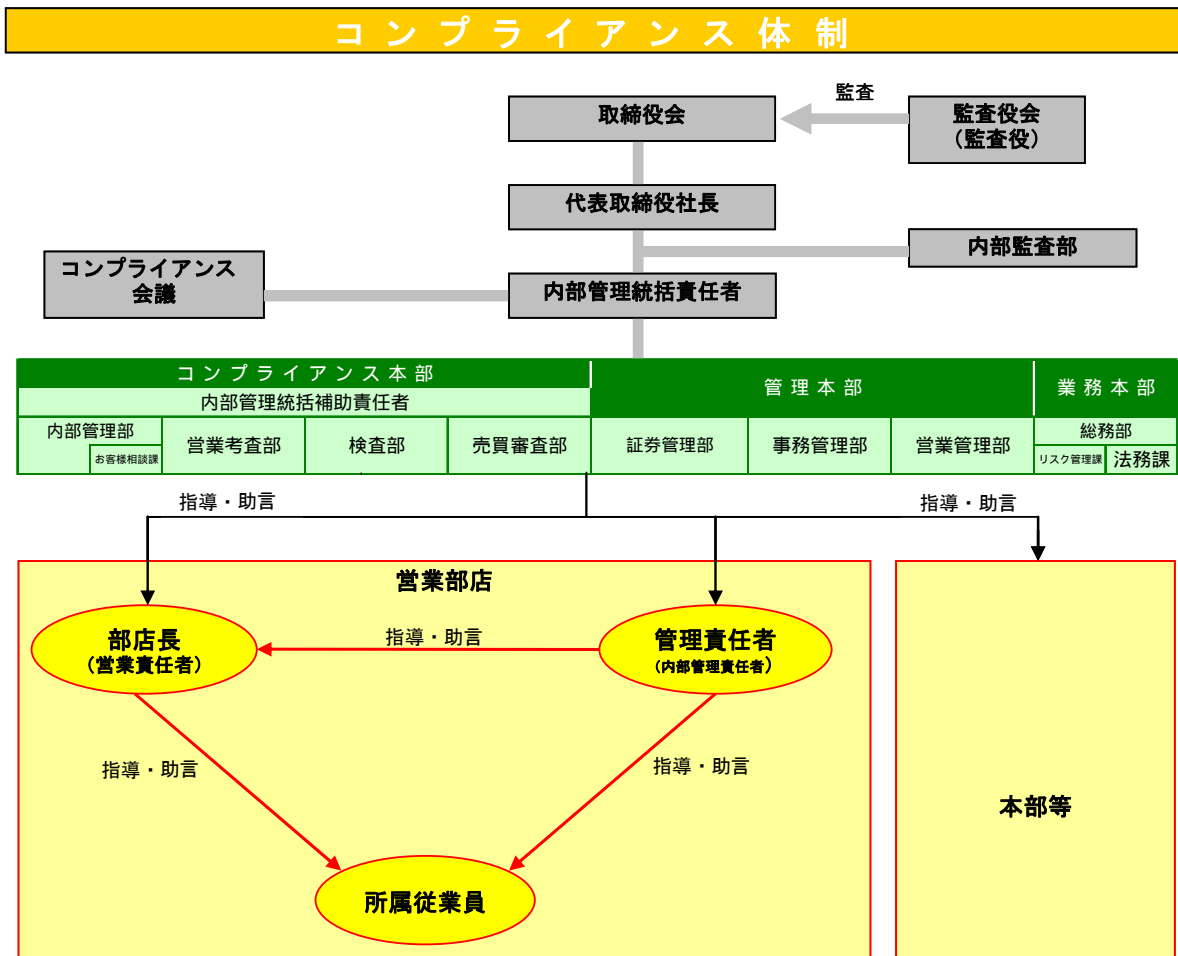 コンプライアンス体制
監査
取締役会
監査役会
（監査役）
代表取締役社長
内部監査部
コンプライアンス
会議
内部管理統括責任者
コンプライアンス本部
管理本部
業務本部
内部管理統括補助責任者
内部管理部
お客様相談課
営業考査部
検査部
売買審査部
証券管理部
事務管理部
営業管理部
総務部
リスク管理課
法務課
指導・助言
指導・助言
営業部店
部店長
（営業責任者）
指導・助言
管理責任者
（内部管理責任者）
指導・助言
指導・助言
本部等
所属従業員